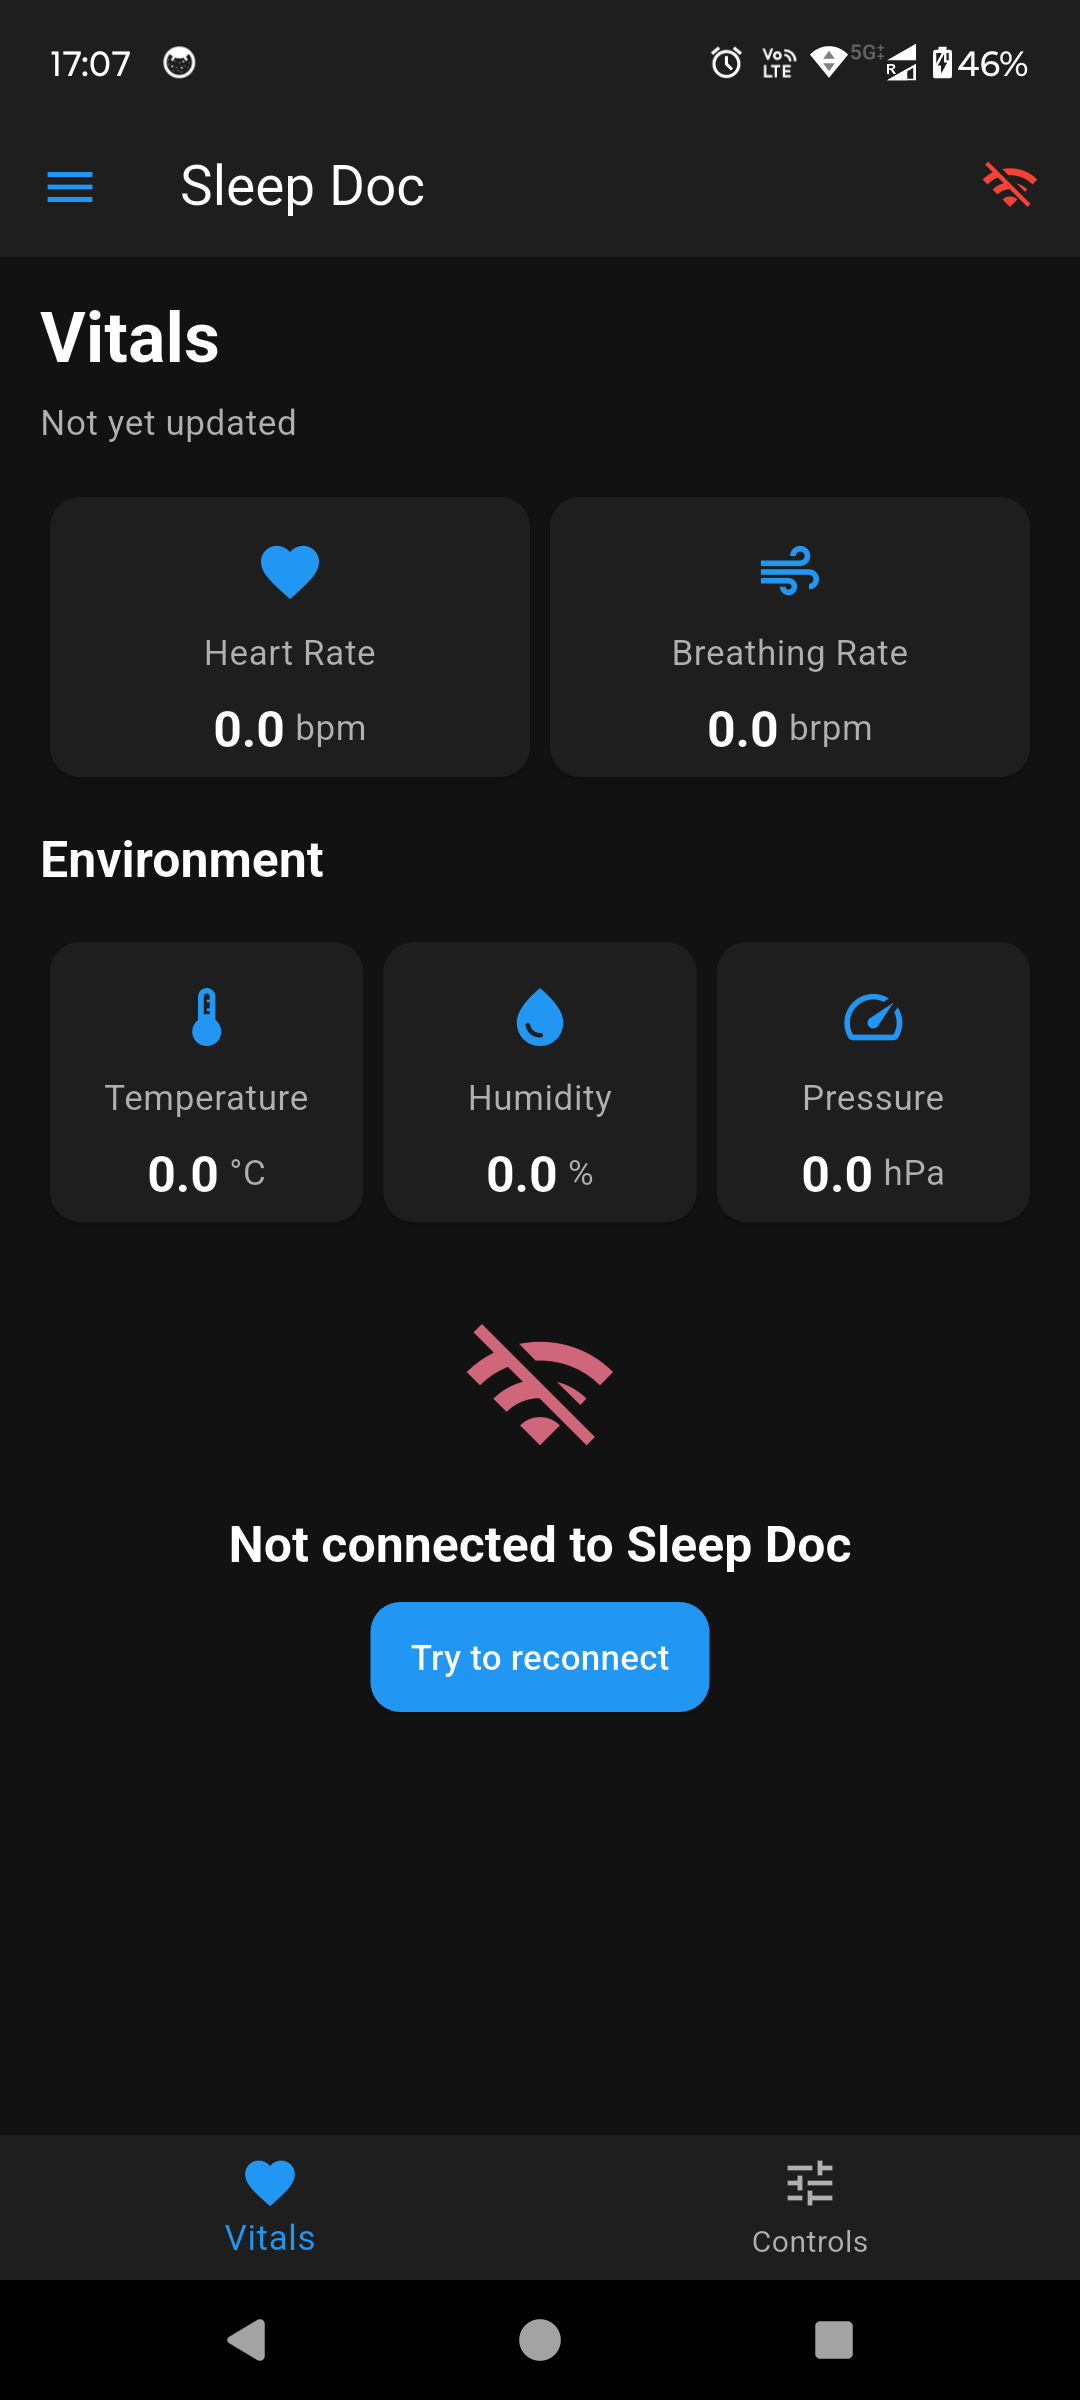 17:07 VoLTE 5G R 46%
Sleep Doc
Vitals
Not yet updated
Heart Rate Breathing Rate
0.0 bpm 0.0 brpm
Environment
Temperature Humidity Pressure
0.0 °C 0.0 % 0.0 hPa
Not connected to Sleep Doc
Try to reconnect
Vitals Controls